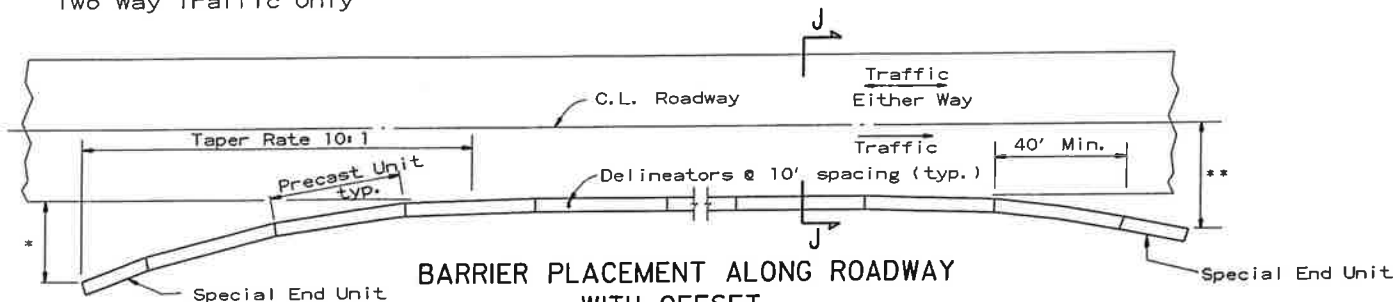 Two Way Traffic Only
J
Traffic
Either Way
C.L. Roadway
Taper Rate 10:1
Traffic
40' Min.
**
Precast Unit
typ.
Delineators @ 10' spacing (typ.)
*
J
BARRIER PLACEMENT ALONG ROADWAY
WITH OFFSET
Special End Unit
Special End Unit